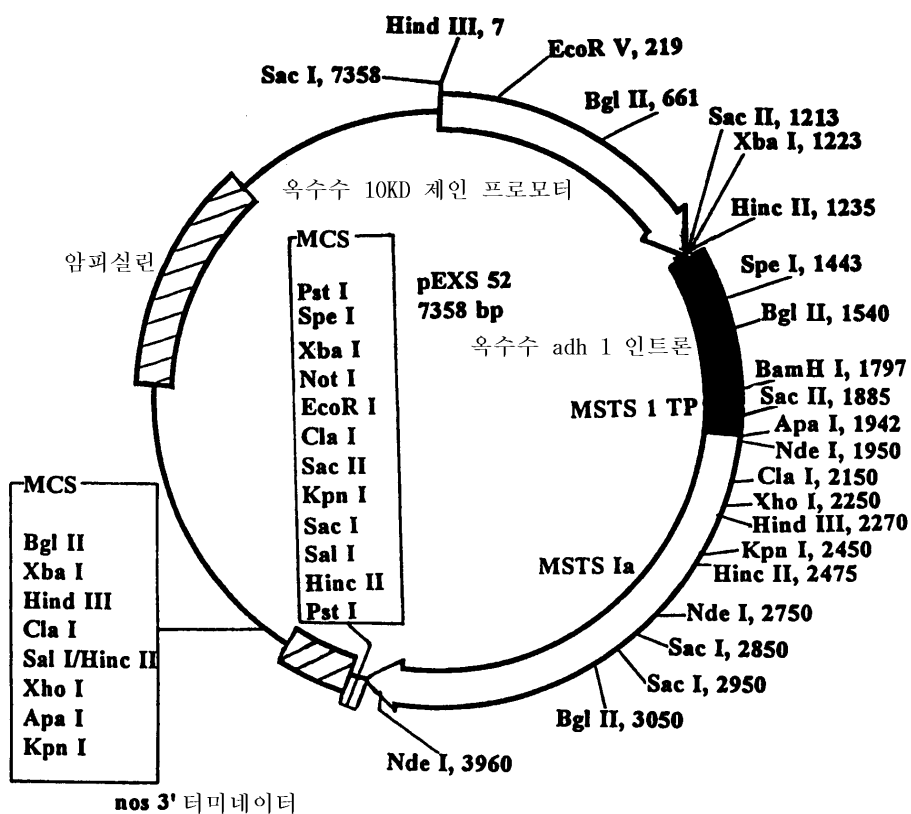 Hind III, 7
Sac I, 7358
EcoR V, 219
Bgl II, 661
Sac II, 1213
Xba I, 1223
Hinc II, 1235
Spe I, 1443
Bgl II, 1540
BamH I, 1797
Sac II, 1885
Apa I, 1942
Nde I, 1950
Cla I, 2150
Xho I, 2250
Hind III, 2270
Kpn I, 2450
Hinc II, 2475
Nde I, 2750
Sac I, 2850
Sac I, 2950
Bgl II, 3050
Nde I, 3960
옥수수 10KD 제인 프로모터
암피실린
pEXS 52
7358 bp
옥수수 adh 1 인트론
MSTS 1 TP
MSTS Ia
MCS
Pst I
Spe I
Xba I
Not I
EcoR I
Cla I
Sac II
Kpn I
Sac I
Sal I
Hinc II
Pst I
MCS
Bgl II
Xba I
Hind III
Cla I
Sal I/Hinc II
Xho I
Apa I
Kpn I
nos 3' 터미네이터